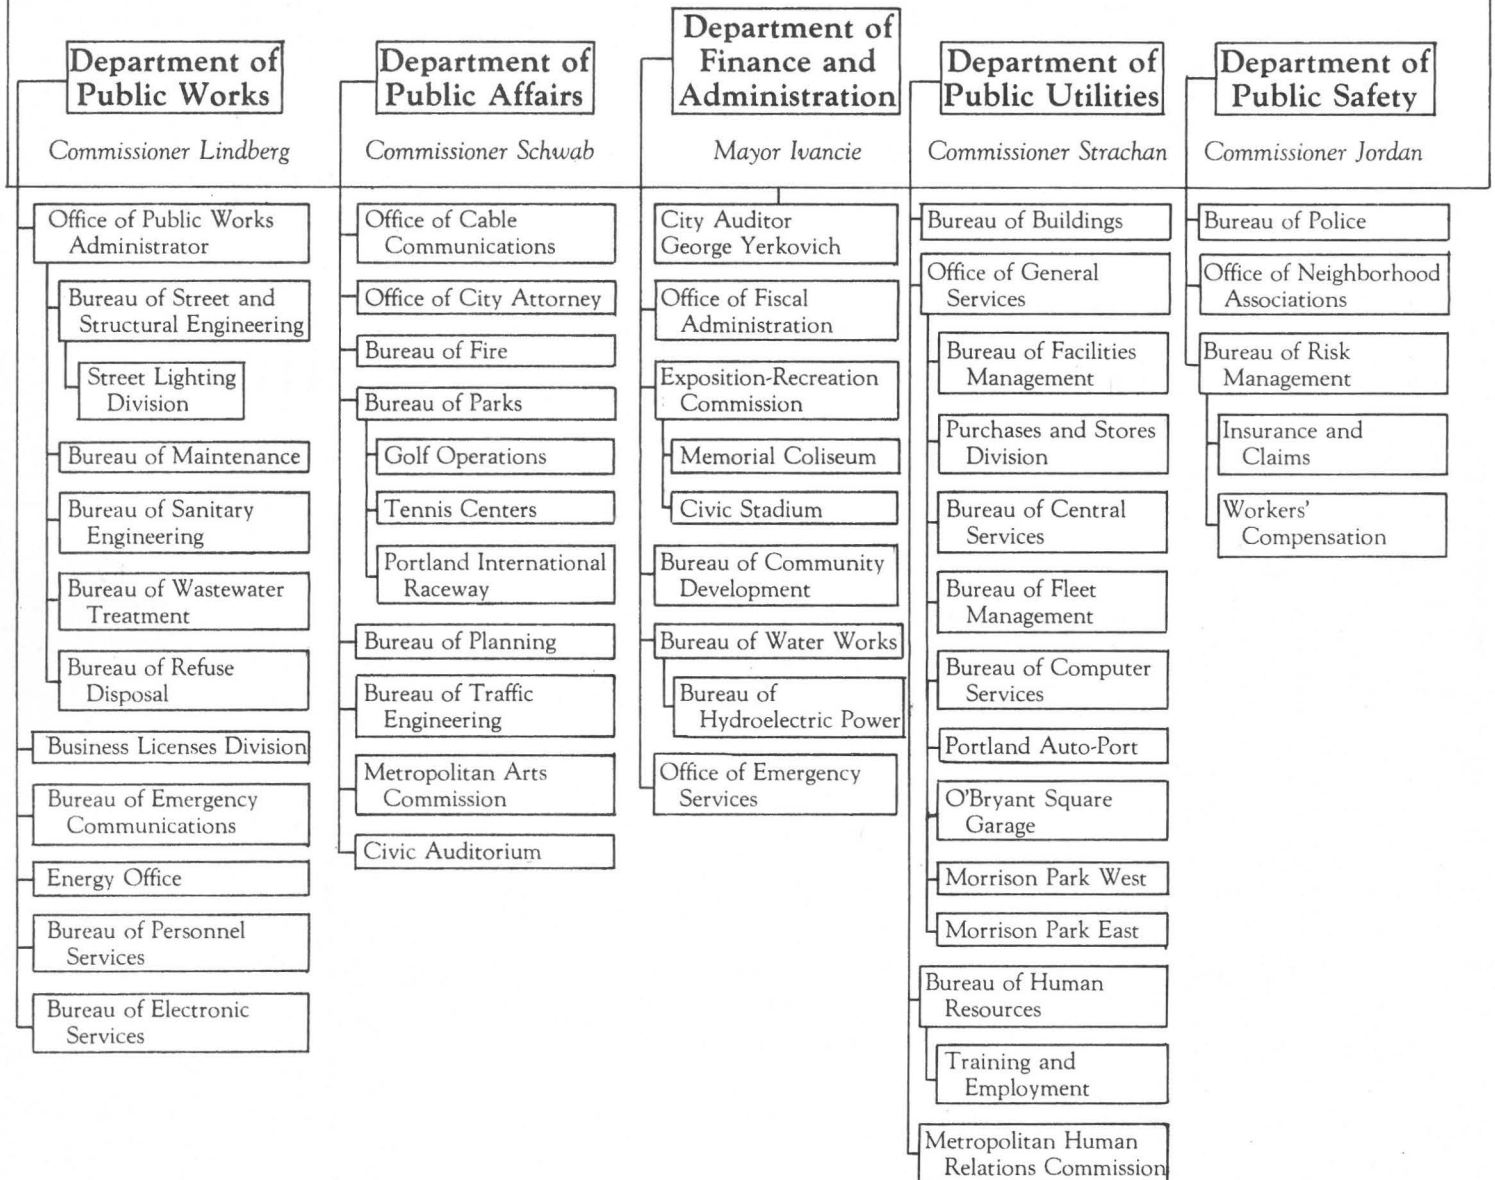 Department of
Public Works
Commissioner Lindberg
Office of Public Works
Administrator
Bureau of Street and
Structural Engineering
Street Lighting
Division
Bureau of Maintenance
Bureau of Sanitary
Engineering
Bureau of Wastewater
Treatment
Bureau of Refuse
Disposal
Business Licenses Division
Bureau of Emergency
Communications
Energy Office
Bureau of Personnel
Services
Bureau of Electronic
Services
Department of
Public Affairs
Commissioner Schwab
Office of Cable
Communications
Office of City Attorney
Bureau of Fire
Bureau of Parks
Golf Operations
Tennis Centers
Portland International
Raceway
Bureau of Planning
Bureau of Traffic
Engineering
Metropolitan Arts
Commission
Civic Auditorium
Department of
Finance and
Administration
Mayor Ivancie
City Auditor
George Yerkovich
Office of Fiscal
Administration
Exposition-Recreation
Commission
Memorial Coliseum
Civic Stadium
Bureau of Community
Development
Bureau of Water Works
Bureau of
Hydroelectric Power
Office of Emergency
Services
Department of
Public Utilities
Commissioner Strachan
Bureau of Buildings
Office of General
Services
Bureau of Facilities
Management
Purchases and Stores
Division
Bureau of Central
Services
Bureau of Fleet
Management
Bureau of Computer
Services
Portland Auto-Port
O'Bryant Square
Garage
Morrison Park West
Morrison Park East
Bureau of Human
Resources
Training and
Employment
Metropolitan Human
Relations Commission
Department of
Public Safety
Commissioner Jordan
Bureau of Police
Office of Neighborhood
Associations
Bureau of Risk
Management
Insurance and
Claims
Workers'
Compensation